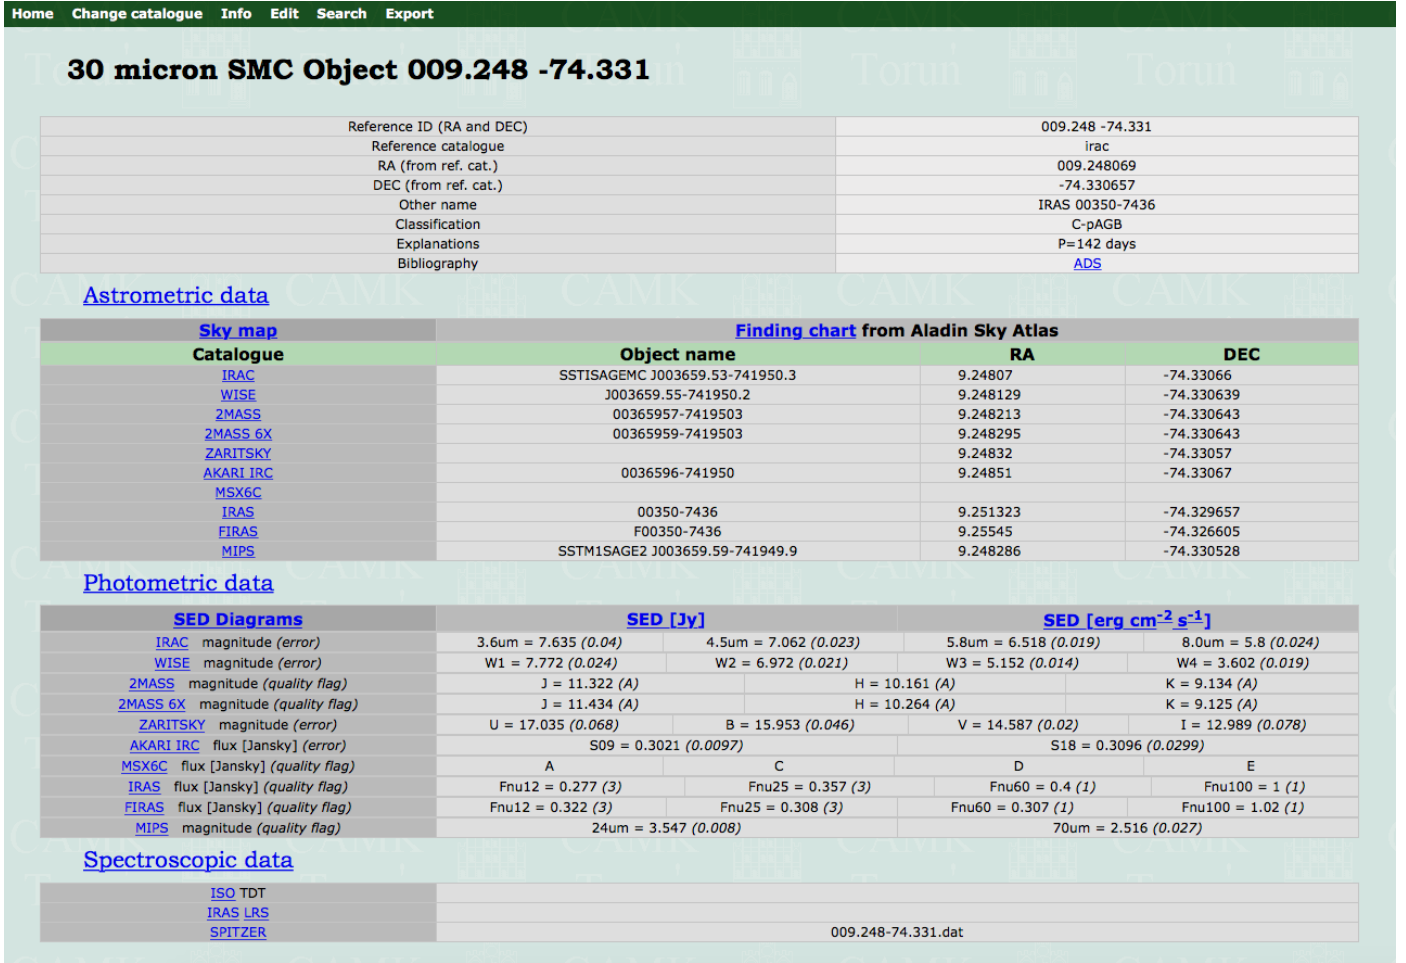 Home Change catalogue Info Edit Search Export
30 micron SMC Object 009.248 -74.331
Reference ID (RA and DEC) 009.248 -74.331
Reference catalogue irac
RA (from ref. cat.) 009.248069
DEC (from ref. cat.) -74.330657
Other name IRAS 00350-7436
Classification C-pAGB
Explanations P=142 days
Bibliography ADS
Astrometric data
Sky map Finding chart from Aladin Sky Atlas
Catalogue Object name RA DEC
IRAC SSTISAGEMC J003659.53-741950.3 9.24807 -74.33066
WISE J003659.55-741950.2 9.248129 -74.330639
2MASS 00365957-7419503 9.248213 -74.330643
2MASS 6X 00365959-7419503 9.248295 -74.330643
ZARITSKY 9.24832 -74.33057
AKARI IRC 0036596-741950 9.24851 -74.33067
MSX6C
IRAS 00350-7436 9.251323 -74.329657
FIRAS F00350-7436 9.25545 -74.326605
MIPS SSTM1SAGE2 J003659.59-741949.9 9.248286 -74.330528
Photometric data
SED Diagrams SED [Jy] SED [erg cm-2 s-1]
IRAC magnitude (error) 3.6um = 7.635 (0.04) 4.5um = 7.062 (0.023) 5.8um = 6.518 (0.019) 8.0um = 5.8 (0.024)
WISE magnitude (error) W1 = 7.772 (0.024) W2 = 6.972 (0.021) W3 = 5.152 (0.014) W4 = 3.602 (0.019)
2MASS magnitude (quality flag) J = 11.322 (A) H = 10.161 (A) K = 9.134 (A)
2MASS 6X magnitude (quality flag) J = 11.434 (A) H = 10.264 (A) K = 9.125 (A)
ZARITSKY magnitude (error) U = 17.035 (0.068) B = 15.953 (0.046) V = 14.587 (0.02) I = 12.989 (0.078)
AKARI IRC flux [Jansky] (error) S09 = 0.3021 (0.0097) S18 = 0.3096 (0.0299)
MSX6C flux [Jansky] (quality flag) A C D E
IRAS flux [Jansky] (quality flag) Fnu12 = 0.277 (3) Fnu25 = 0.357 (3) Fnu60 = 0.4 (1) Fnu100 = 1 (1)
FIRAS flux [Jansky] (quality flag) Fnu12 = 0.322 (3) Fnu25 = 0.308 (3) Fnu60 = 0.307 (1) Fnu100 = 1.02 (1)
MIPS magnitude (quality flag) 24um = 3.547 (0.008) 70um = 2.516 (0.027)
Spectroscopic data
ISO TDT
IRAS LRS
SPITZER 009.248-74.331.dat